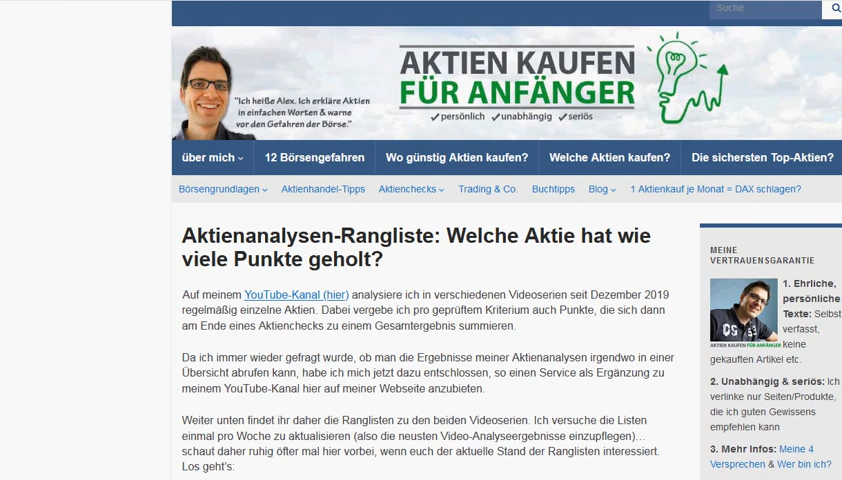 Suche
"Ich heiße Alex. Ich erkläre Aktien
in einfachen Worten & warne
vor den Gefahren der Börse."
AKTIEN KAUFEN
FÜR ANFÄNGER
persönlich unabhängig seriös
über mich
12 Börsengefahren
Wo günstig Aktien kaufen?
Welche Aktien kaufen?
Die sichersten Top-Aktien?
Börsengrundlagen
Aktienhandel-Tipps
Aktienchecks
Trading & Co.
Buchtipps
Blog
1 Aktienkauf je Monat = DAX schlagen?
Aktienanalysen-Rangliste: Welche Aktie hat wie
viele Punkte geholt?
Auf meinem YouTube-Kanal (hier) analysiere ich in verschiedenen Videoserien seit Dezember 2019
regelmäßig einzelne Aktien. Dabei vergebe ich pro geprüftem Kriterium auch Punkte, die sich dann
am Ende eines Aktienchecks zu einem Gesamtergebnis summieren.
Da ich immer wieder gefragt wurde, ob man die Ergebnisse meiner Aktienanalysen irgendwo in einer
Übersicht abrufen kann, habe ich mich jetzt dazu entschlossen, so einen Service als Ergänzung zu
meinem YouTube-Kanal hier auf meiner Webseite anzubieten.
Weiter unten findet ihr daher die Ranglisten zu den beiden Videoserien. Ich versuche die Listen
einmal pro Woche zu aktualisieren (also die neusten Video-Analyseergebnisse einzupflegen)...
schaut daher ruhig öfter mal hier vorbei, wenn euch der aktuelle Stand der Ranglisten interessiert.
Los geht's:
MEINE
VERTRAUENSGARANTIE
AKTIEN KAUFEN FÜR ANFÄNGER
1. Ehrliche,
persönliche
Texte: Selbst
verfasst,
keine
gekauften Artikel etc.
2. Unabhängig & seriös: Ich
verlinke nur Seiten/Produkte,
die ich guten Gewissens
empfehlen kann
3. Mehr Infos: Meine 4
Versprechen & Wer bin ich?